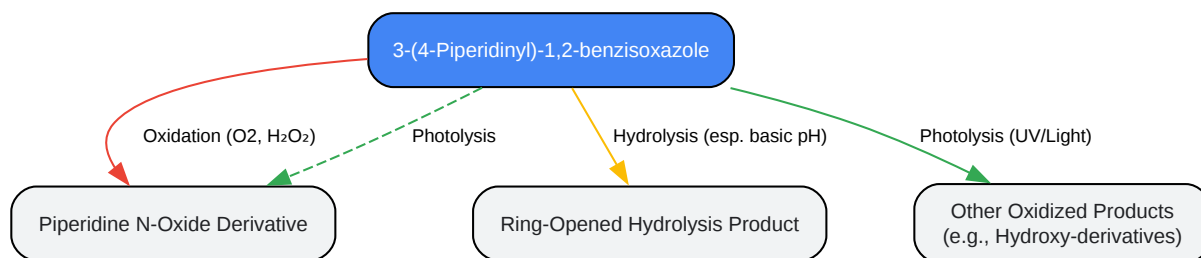 3-(4-Piperidinyl)-1,2-benzisoxazole
Oxidation (O2, H₂O₂)
Photolysis
Hydrolysis (esp. basic pH)
Photolysis (UV/Light)
Piperidine N-Oxide Derivative
Ring-Opened Hydrolysis Product
Other Oxidized Products
(e.g., Hydroxy-derivatives)